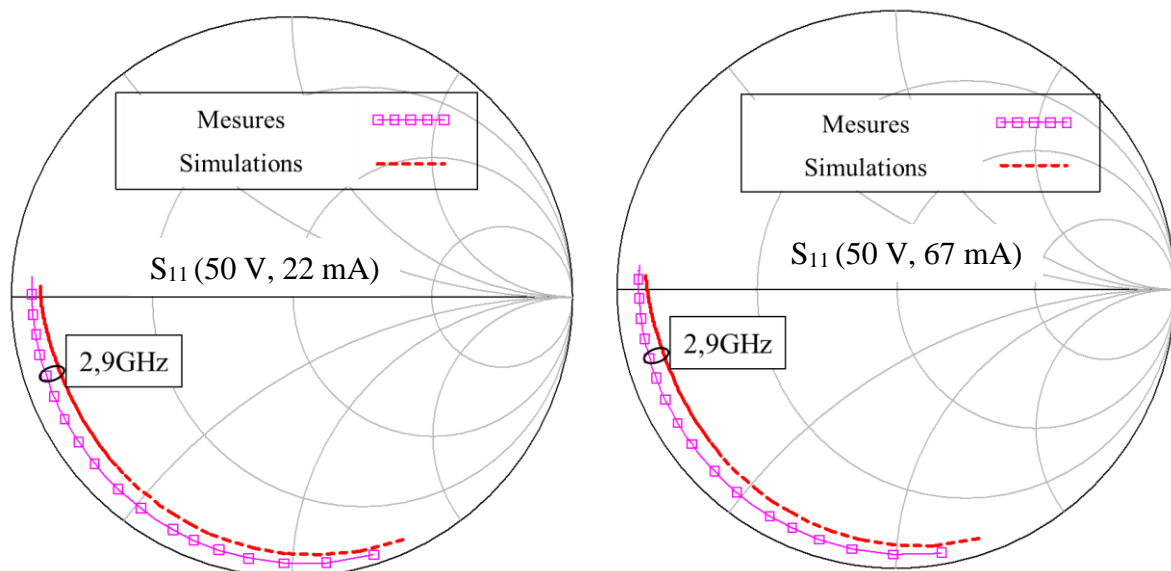 Mesures
Simulations
S₁₁ (50 V, 22 mA)
2,9GHz
Mesures
Simulations
S₁₁ (50 V, 67 mA)
2,9GHz